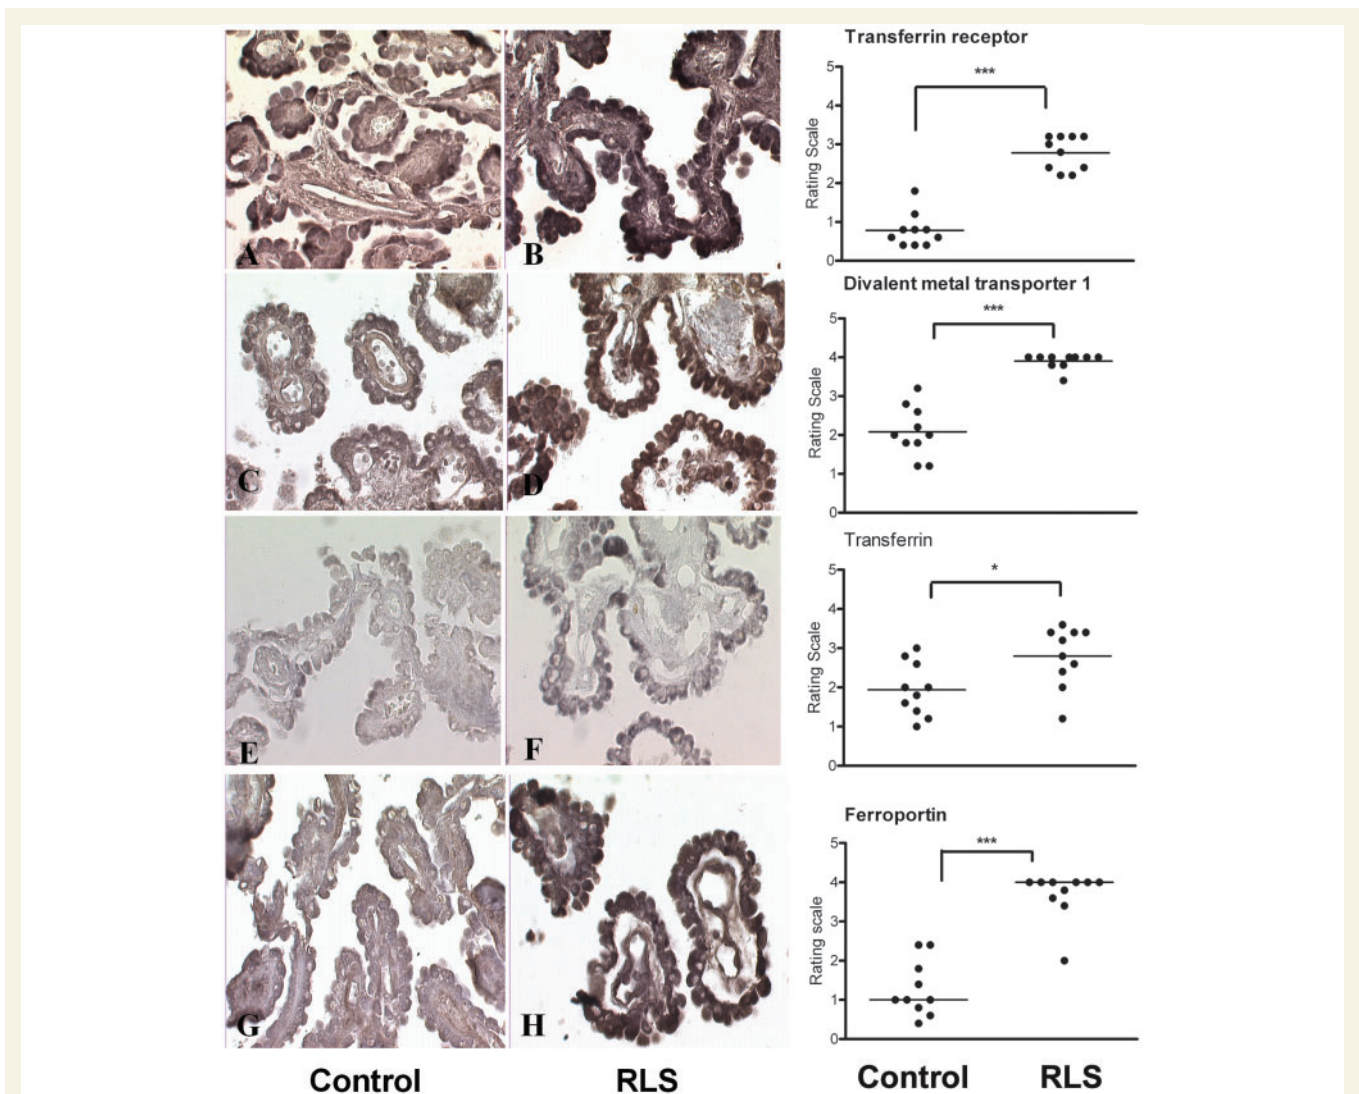 Transferrin receptor
5
4
3
2
1
0
Rating Scale
***
A
B
Divalent metal transporter 1
5
4
3
2
1
0
Rating Scale
***
C
D
Transferrin
5
4
3
2
1
0
Rating Scale
*
E
F
Ferroportin
5
4
3
2
1
0
Rating scale
***
G
H
Control
RLS
Control
RLS